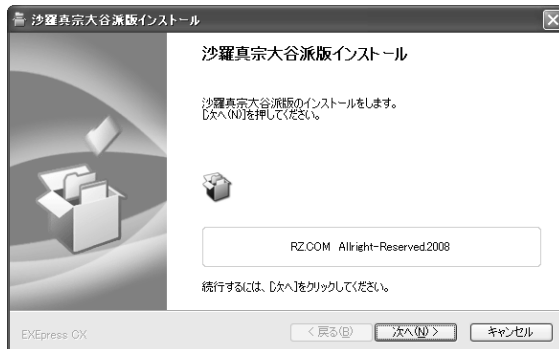 沙羅真宗大谷派版インストール
沙羅真宗大谷派版インストール
沙羅真宗大谷派版のインストールをします。
[次へ(N)]を押してください。
RZ.COM Allright-Reserved.2008
続行するには、[次へ]をクリックしてください。
EXEpress CX
< 戻る(B)
次へ(N) >
キャンセル